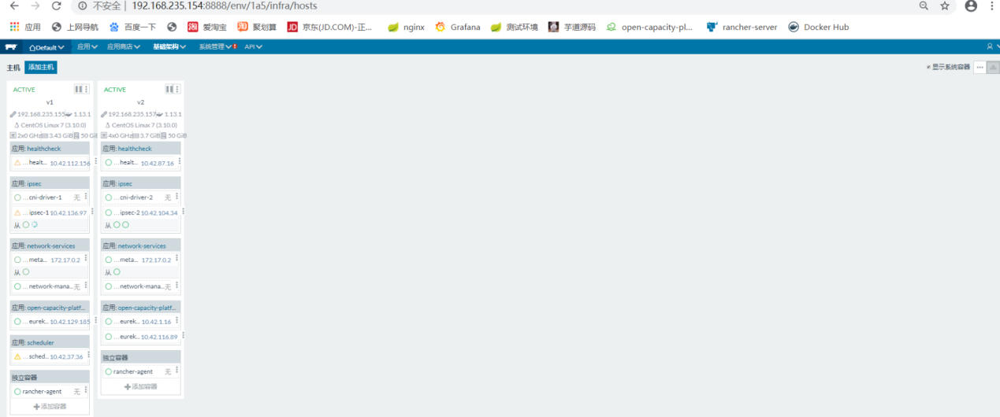 不安全 | 192.168.235.154:8888/env/1a5/infra/hosts
应用 上网导航 百度一下 爱淘宝 聚划算 京东(JD.COM)-正... nginx Grafana 测试环境 芋道源码 open-capacity-pl... rancher-server Docker Hub
Default 应用 应用商店 基础架构 系统管理 API
主机 添加主机 显示系统容器
ACTIVE
v1
192.168.235.155 1.13.1
CentOS Linux 7 (3.10.0)
2x0 GHz 3.43 GiB 50 GiB
应用: healthcheck
...healt... 10.42.112.156
应用: ipsec
...cni-driver-1 无
...ipsec-1 10.42.136.97
从
应用: network-services
...meta... 172.17.0.2
从
...network-mana... 无
应用: open-capacity-platf...
...eurek... 10.42.129.185
应用: scheduler
...sched... 10.42.37.36
独立容器
rancher-agent 无
添加容器
ACTIVE
v2
192.168.235.157 1.13.1
CentOS Linux 7 (3.10.0)
4x0 GHz 3.7 GiB 50 GiB
应用: healthcheck
...healt... 10.42.87.16
应用: ipsec
...cni-driver-2 无
...ipsec-2 10.42.104.34
从
应用: network-services
...meta... 172.17.0.2
从
...network-mana... 无
应用: open-capacity-platf...
...eurek... 10.42.1.16
...eurek... 10.42.116.89
独立容器
rancher-agent 无
添加容器